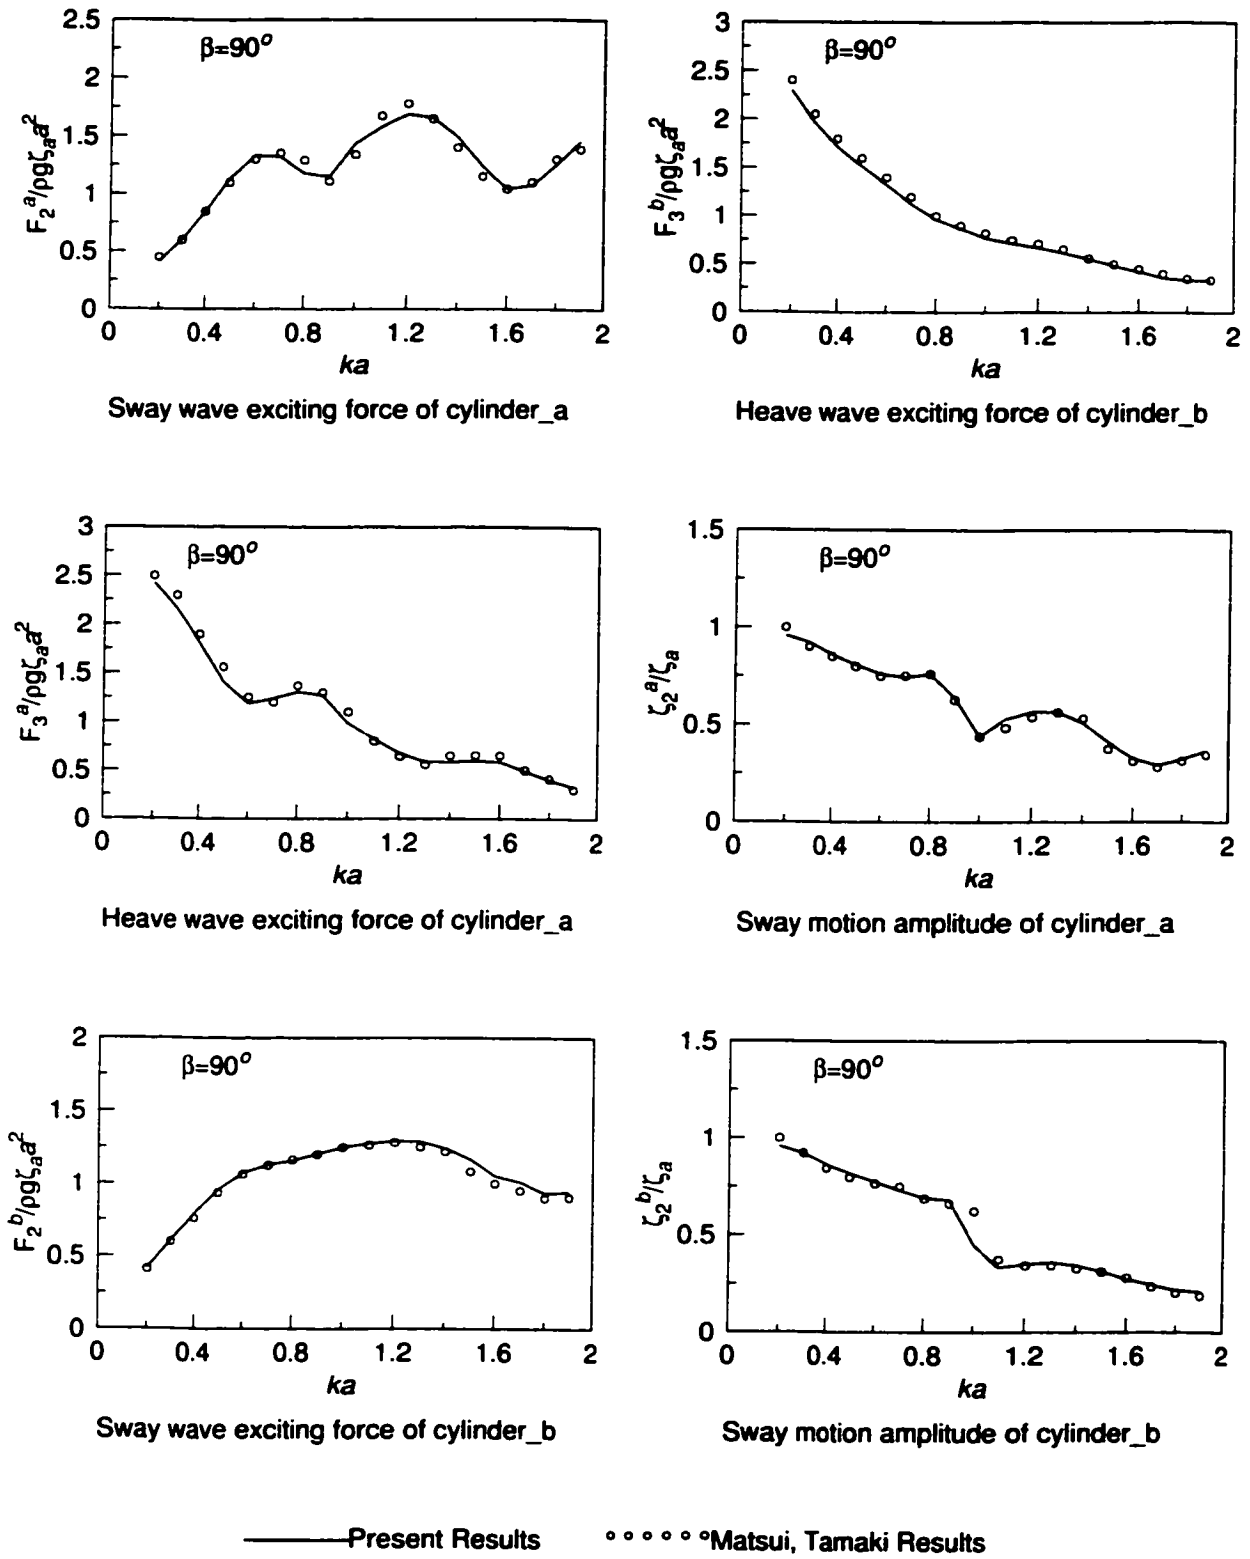 2.5
2
1.5
1
0.5
0
β=90°
F₂ᵃ/ρgζₐa²
0 0.4 0.8 1.2 1.6 2
ka
Sway wave exciting force of cylinder_a
3
2.5
2
1.5
1
0.5
0
β=90°
F₃ᵇ/ρgζₐa²
0 0.4 0.8 1.2 1.6 2
ka
Heave wave exciting force of cylinder_b
3
2.5
2
1.5
1
0.5
0
β=90°
F₃ᵃ/ρgζₐa²
0 0.4 0.8 1.2 1.6 2
ka
Heave wave exciting force of cylinder_a
1.5
1
0.5
0
β=90°
ζ₂ᵃ/ζₐ
0 0.4 0.8 1.2 1.6 2
ka
Sway motion amplitude of cylinder_a
2
1.5
1
0.5
0
β=90°
F₂ᵇ/ρgζₐa²
0 0.4 0.8 1.2 1.6 2
ka
Sway wave exciting force of cylinder_b
1.5
1
0.5
0
β=90°
ζ₂ᵇ/ζₐ
0 0.4 0.8 1.2 1.6 2
ka
Sway motion amplitude of cylinder_b
Present Results
Matsui, Tamaki Results